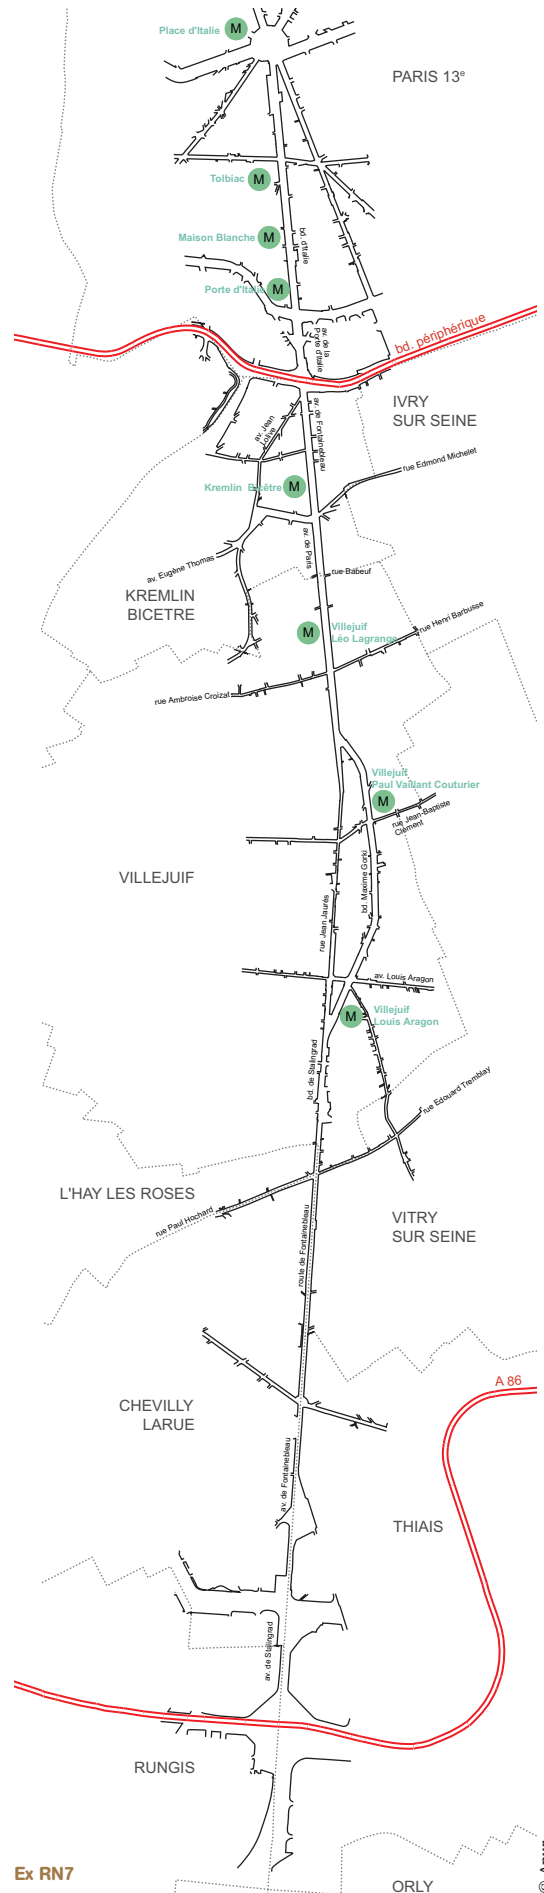 Place d'Italie
M
PARIS 13e
Tolbiac
M
Maison Blanche
M
bd. d'Italie
Porte d'Italie
M
av. de la
Porte d'Italie
bd. périphérique
IVRY
SUR SEINE
av. Jean
Jolivé
av. de Fontainebleau
rue Edmond Michelet
Kremlin Bicêtre
M
av. de Paris
av. Eugène Thomas
rue Babeuf
KREMLIN
BICETRE
M
Villejuif
Léo Lagrange
rue Henri Barbusse
rue Ambroise Croizat
Villejuif
Paul Vaillant Couturier
M
rue Jean-Baptiste
Clément
VILLEJUIF
bd. Maxime Gorki
rue Jean Jaurès
av. Louis Aragon
M
Villejuif
Louis Aragon
bd. de Stalingrad
rue Edouard Tremblay
L'HAY LES ROSES
rue Paul Hochard
VITRY
SUR SEINE
route de Fontainebleau
A 86
CHEVILLY
LARUE
av. de Fontainebleau
THIAIS
av. de Stalingrad
RUNGIS
Ex RN7
ORLY